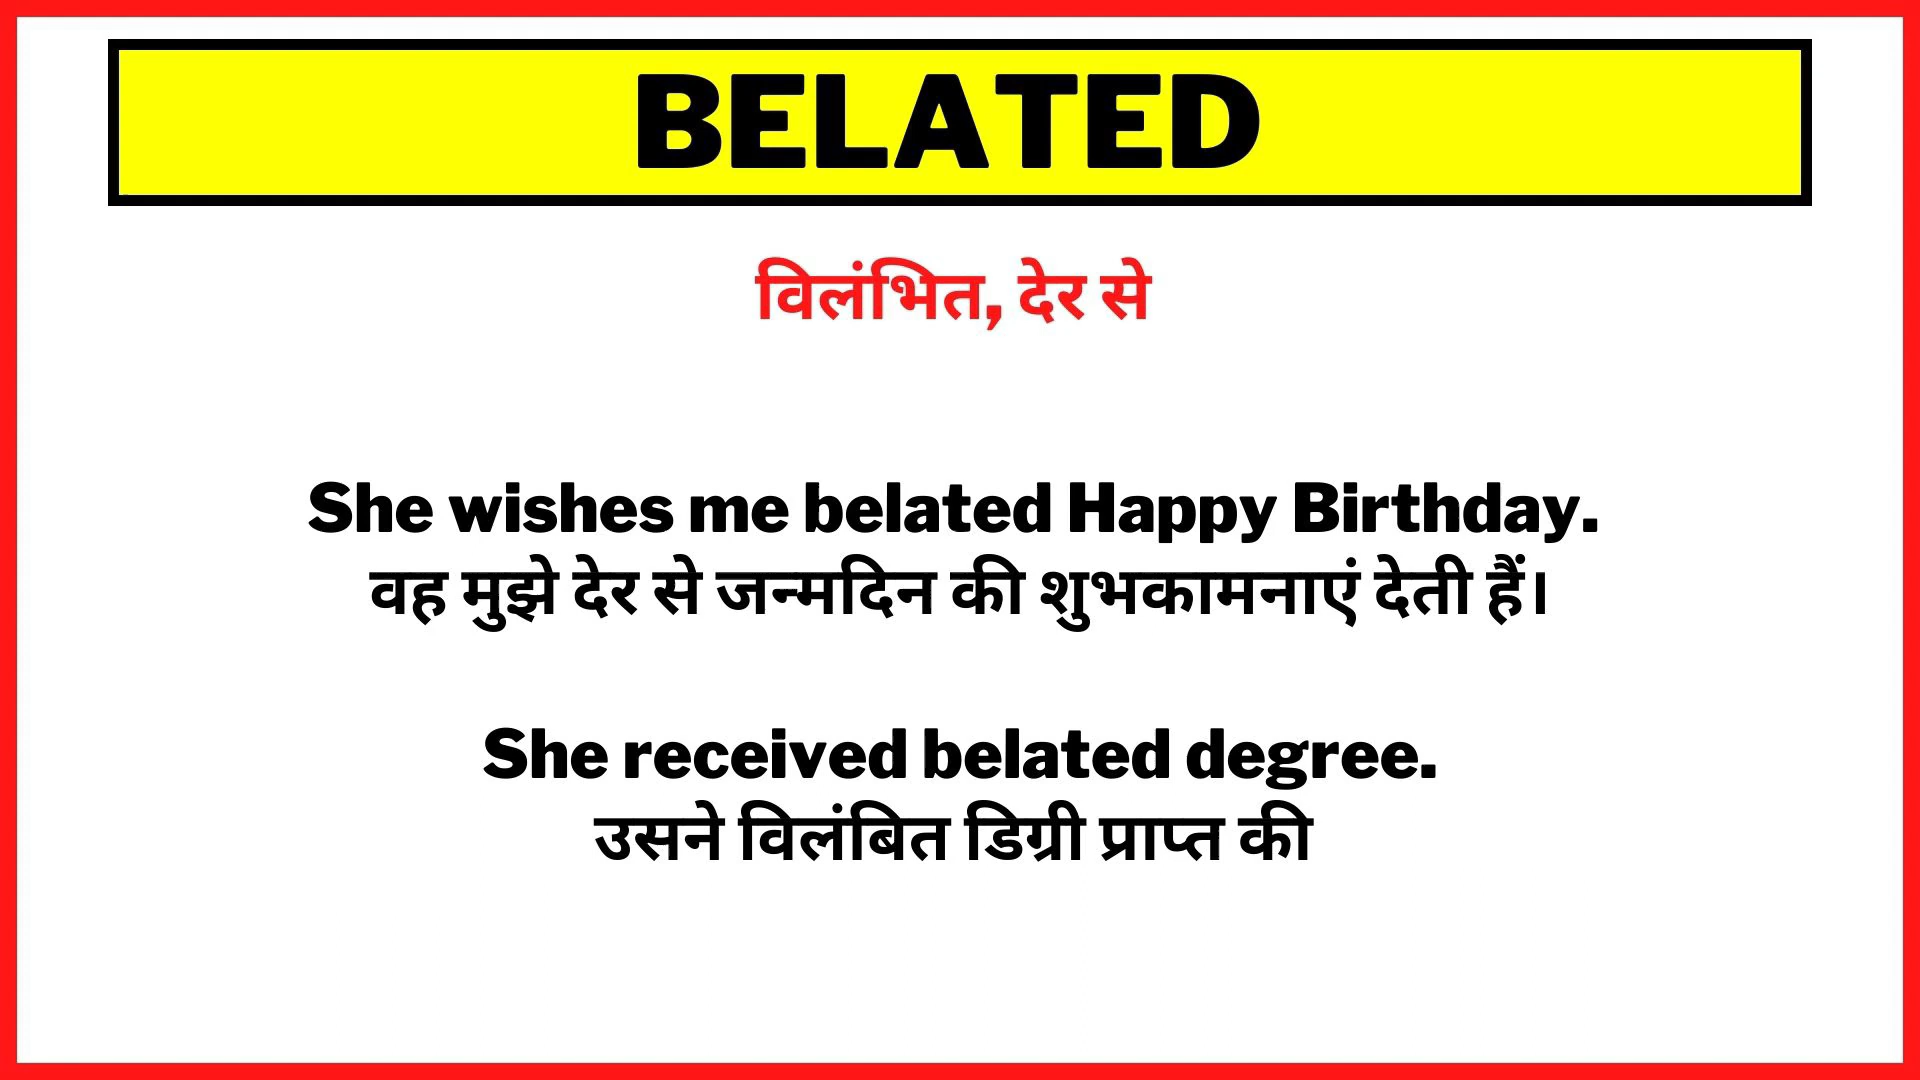 BELATED
विलंभित, देर से
She wishes me belated Happy Birthday.
वह मुझे देर से जन्मदिन की शुभकामनाएं देती हैं।
She received belated degree.
उसने विलंबित डिग्री प्राप्त की